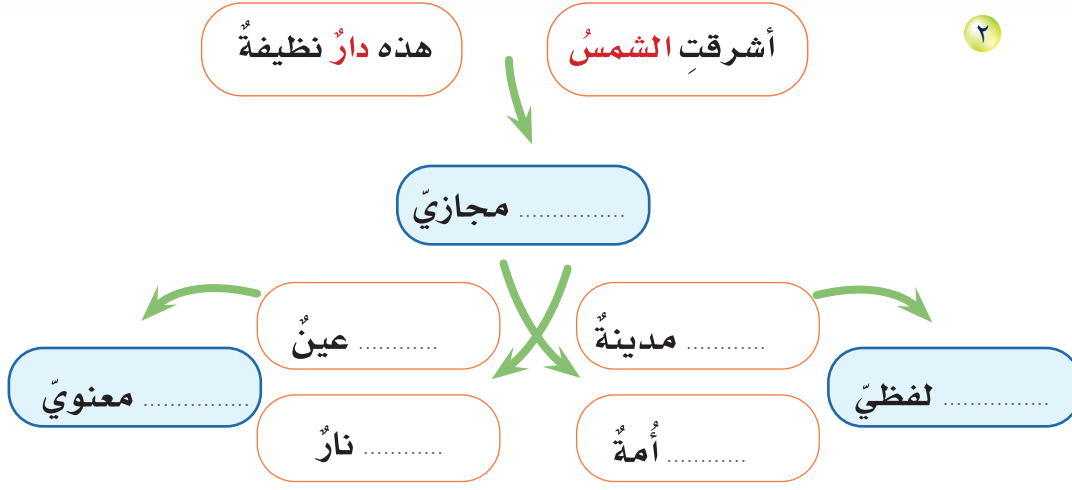 ٢
أشرقتِ الشمسُ
هذه دارٌ نظيفةٌ
............... مجازيّ
............ مدينةٌ
............ عينٌ
............... لفظيّ
............... معنويّ
............ أُمةٌ
............ نارٌ